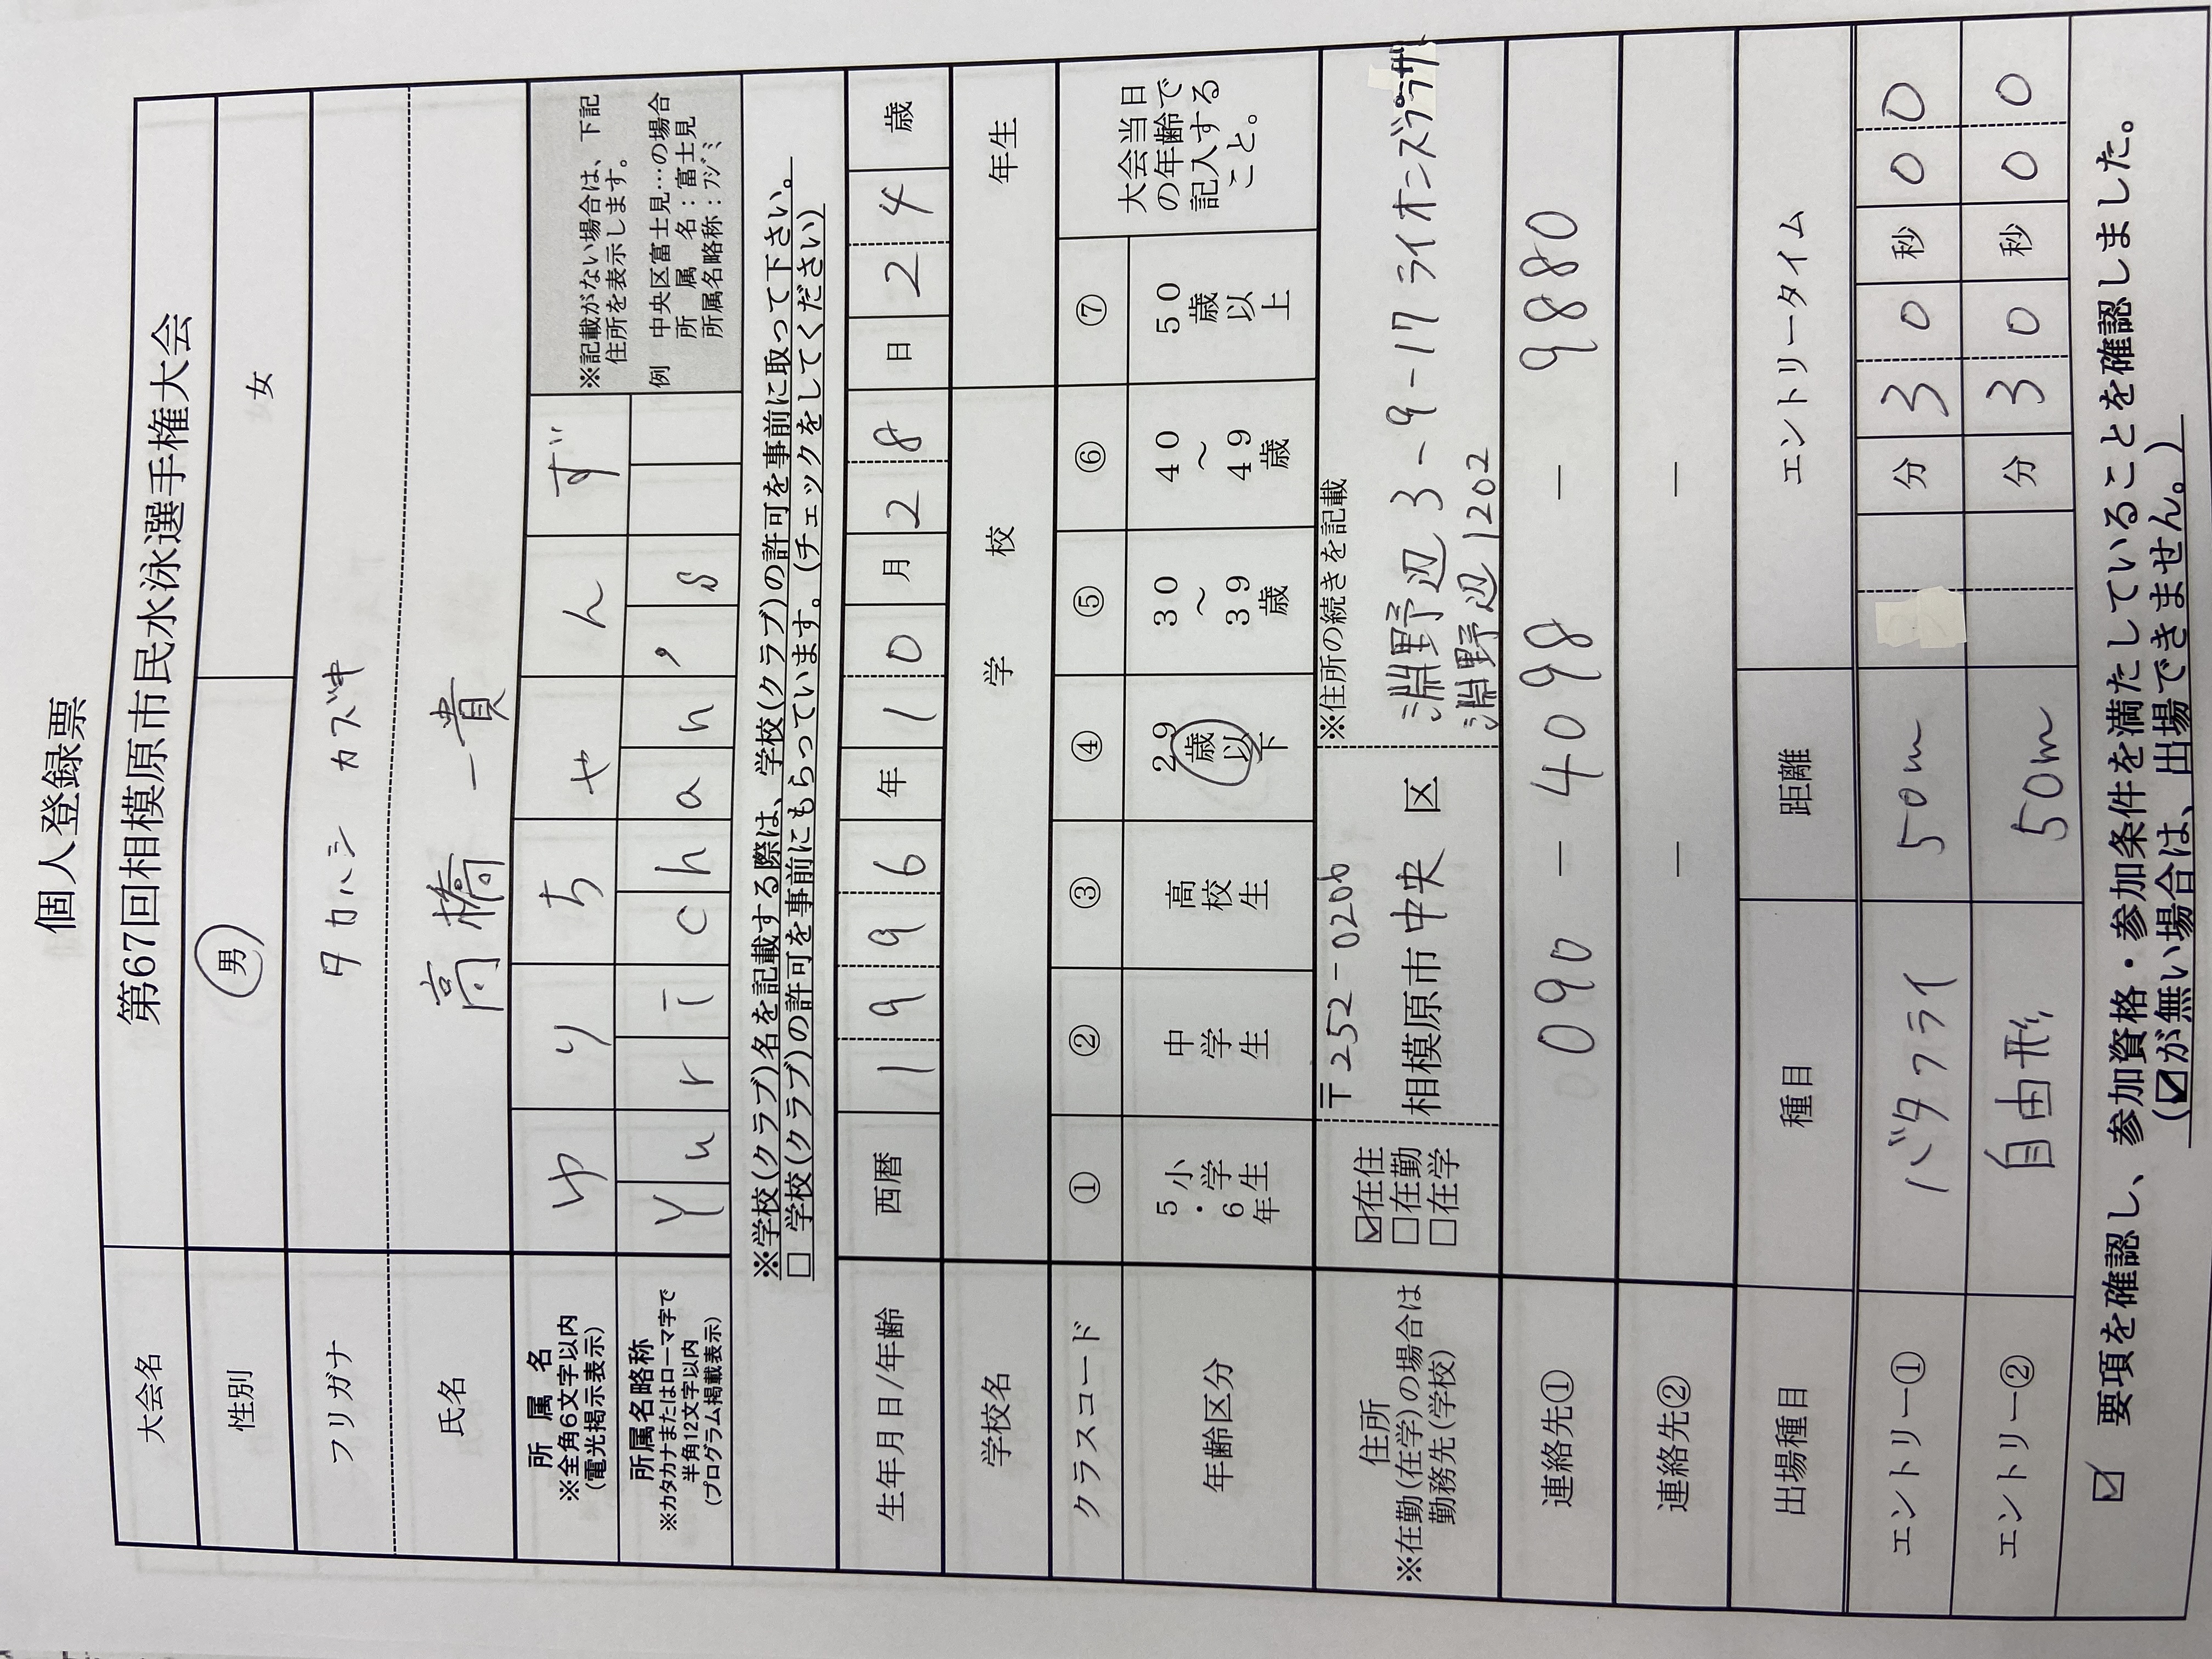 個人登録票
大会名 第67回相模原市民水泳選手権大会
性別 男 女
フリガナ タカハシ カズキ
氏名 高橋 一貴
所属名 ※全角6文字以内 (電光掲示表示) ゆりちゃんず
所属名略称 ※カタカナまたはローマ字で 半角12文字以内 (プログラム掲載表示) Yurichan's
※記載がない場合は、下記
住所を表示します。
例 中央区富士見…の場合
所属名：富士見
所属名略称：フジミ
※学校(クラブ)名を記載する際は、学校(クラブ)の許可を事前に取って下さい。
□ 学校(クラブ)の許可を事前にもらっています。(チェックをしてください)
生年月日/年齢 西暦 1996 年 10 月 28 日 24 歳
学校名 学校 年生
クラスコード ① ② ③ ④ ⑤ ⑥ ⑦
年齢区分 小学生5・6年 中学生 高校生 29歳以下 30～39歳 40～49歳 50歳以上
大会当日
の年齢で
記入する
こと。
住所
※在勤(在学)の場合は
勤務先(学校)
☑在住
□在勤
□在学
〒252-0206
相模原市 中央 区
※住所の続きを記載
淵野辺 3-9-17 ライオンズプラザ
淵野辺 1202
連絡先① 090 － 4098 － 9880
連絡先② － －
出場種目 種目 距離 エントリータイム
エントリー① バタフライ 50m 分 30 秒 00
エントリー② 自由形 50m 分 30 秒 00
☑ 要項を確認し、参加資格・参加条件を満たしていることを確認しました。
(☑が無い場合は、出場できません。)